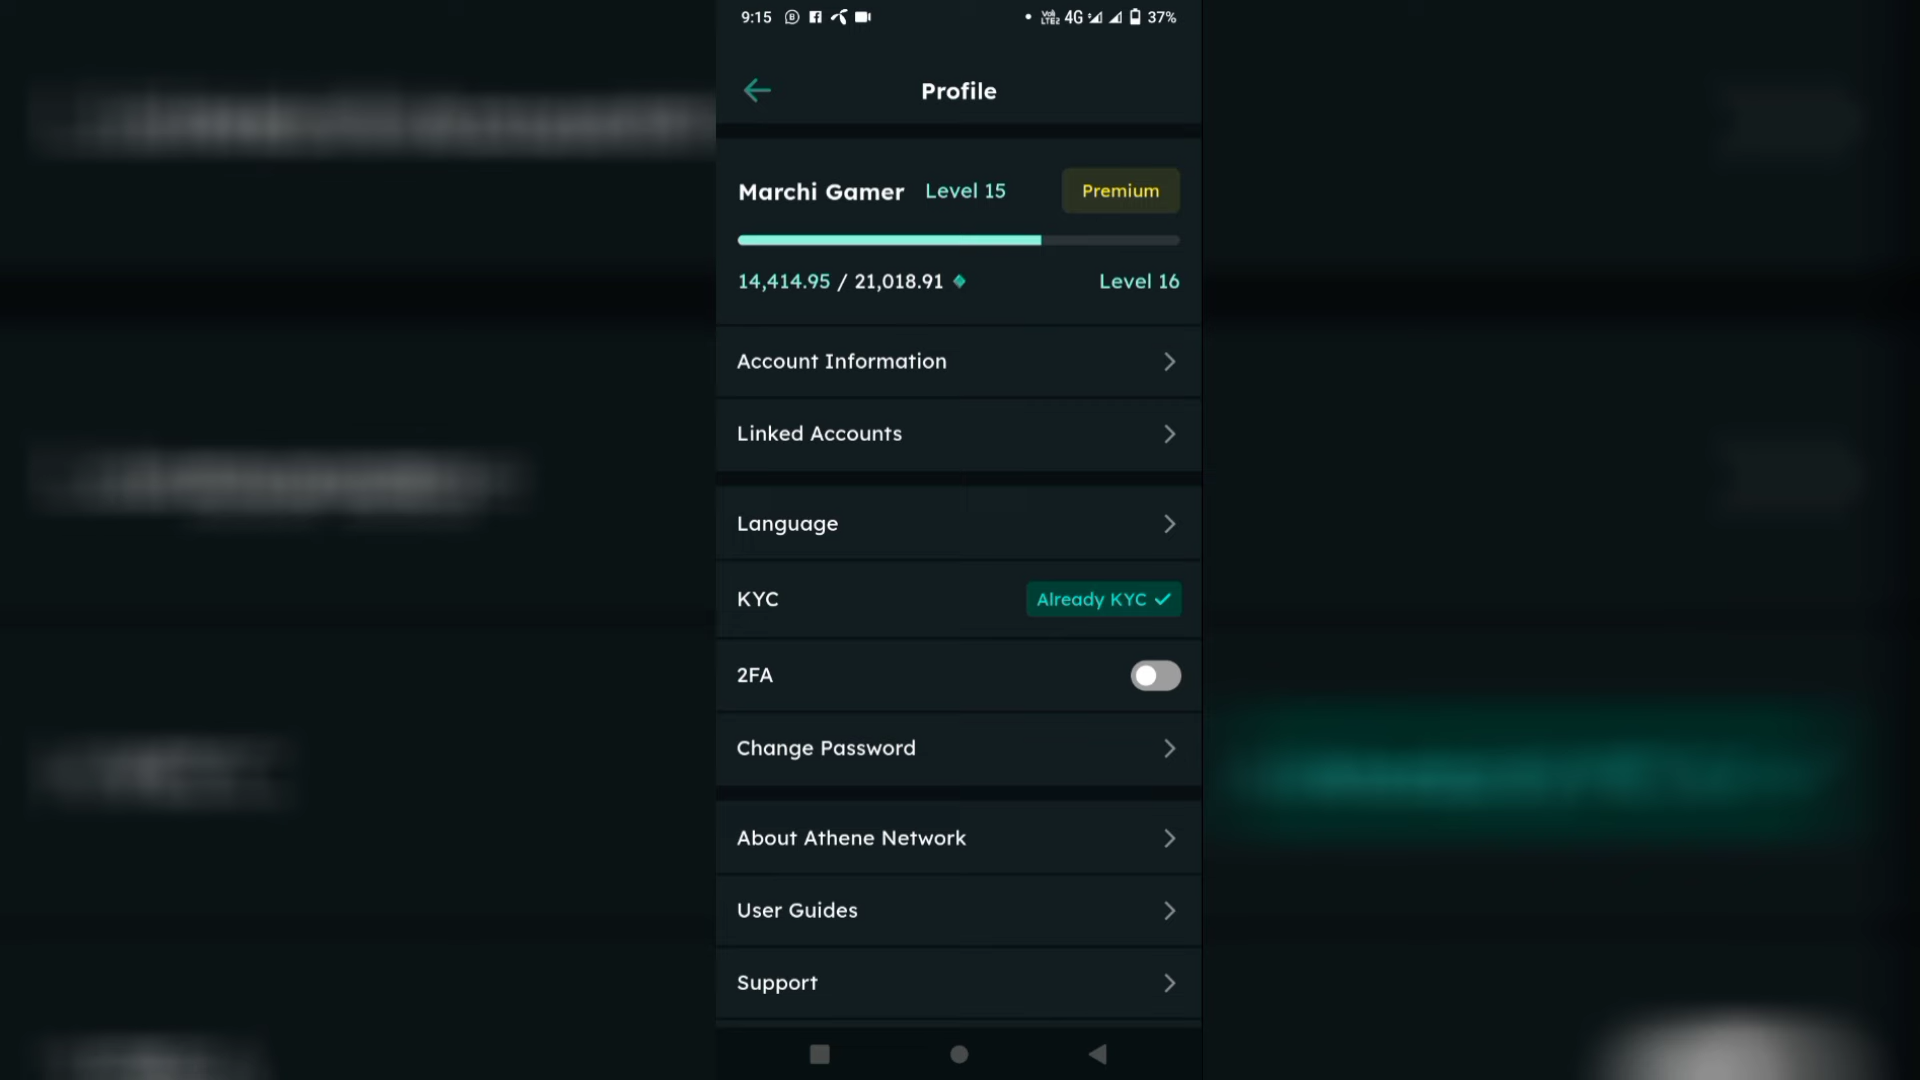 9:15 VoLTE2 4G 37%
Profile
Marchi Gamer Level 15 Premium
14,414.95 / 21,018.91 Level 16
Account Information
Linked Accounts
Language
KYC Already KYC
2FA
Change Password
About Athene Network
User Guides
Support